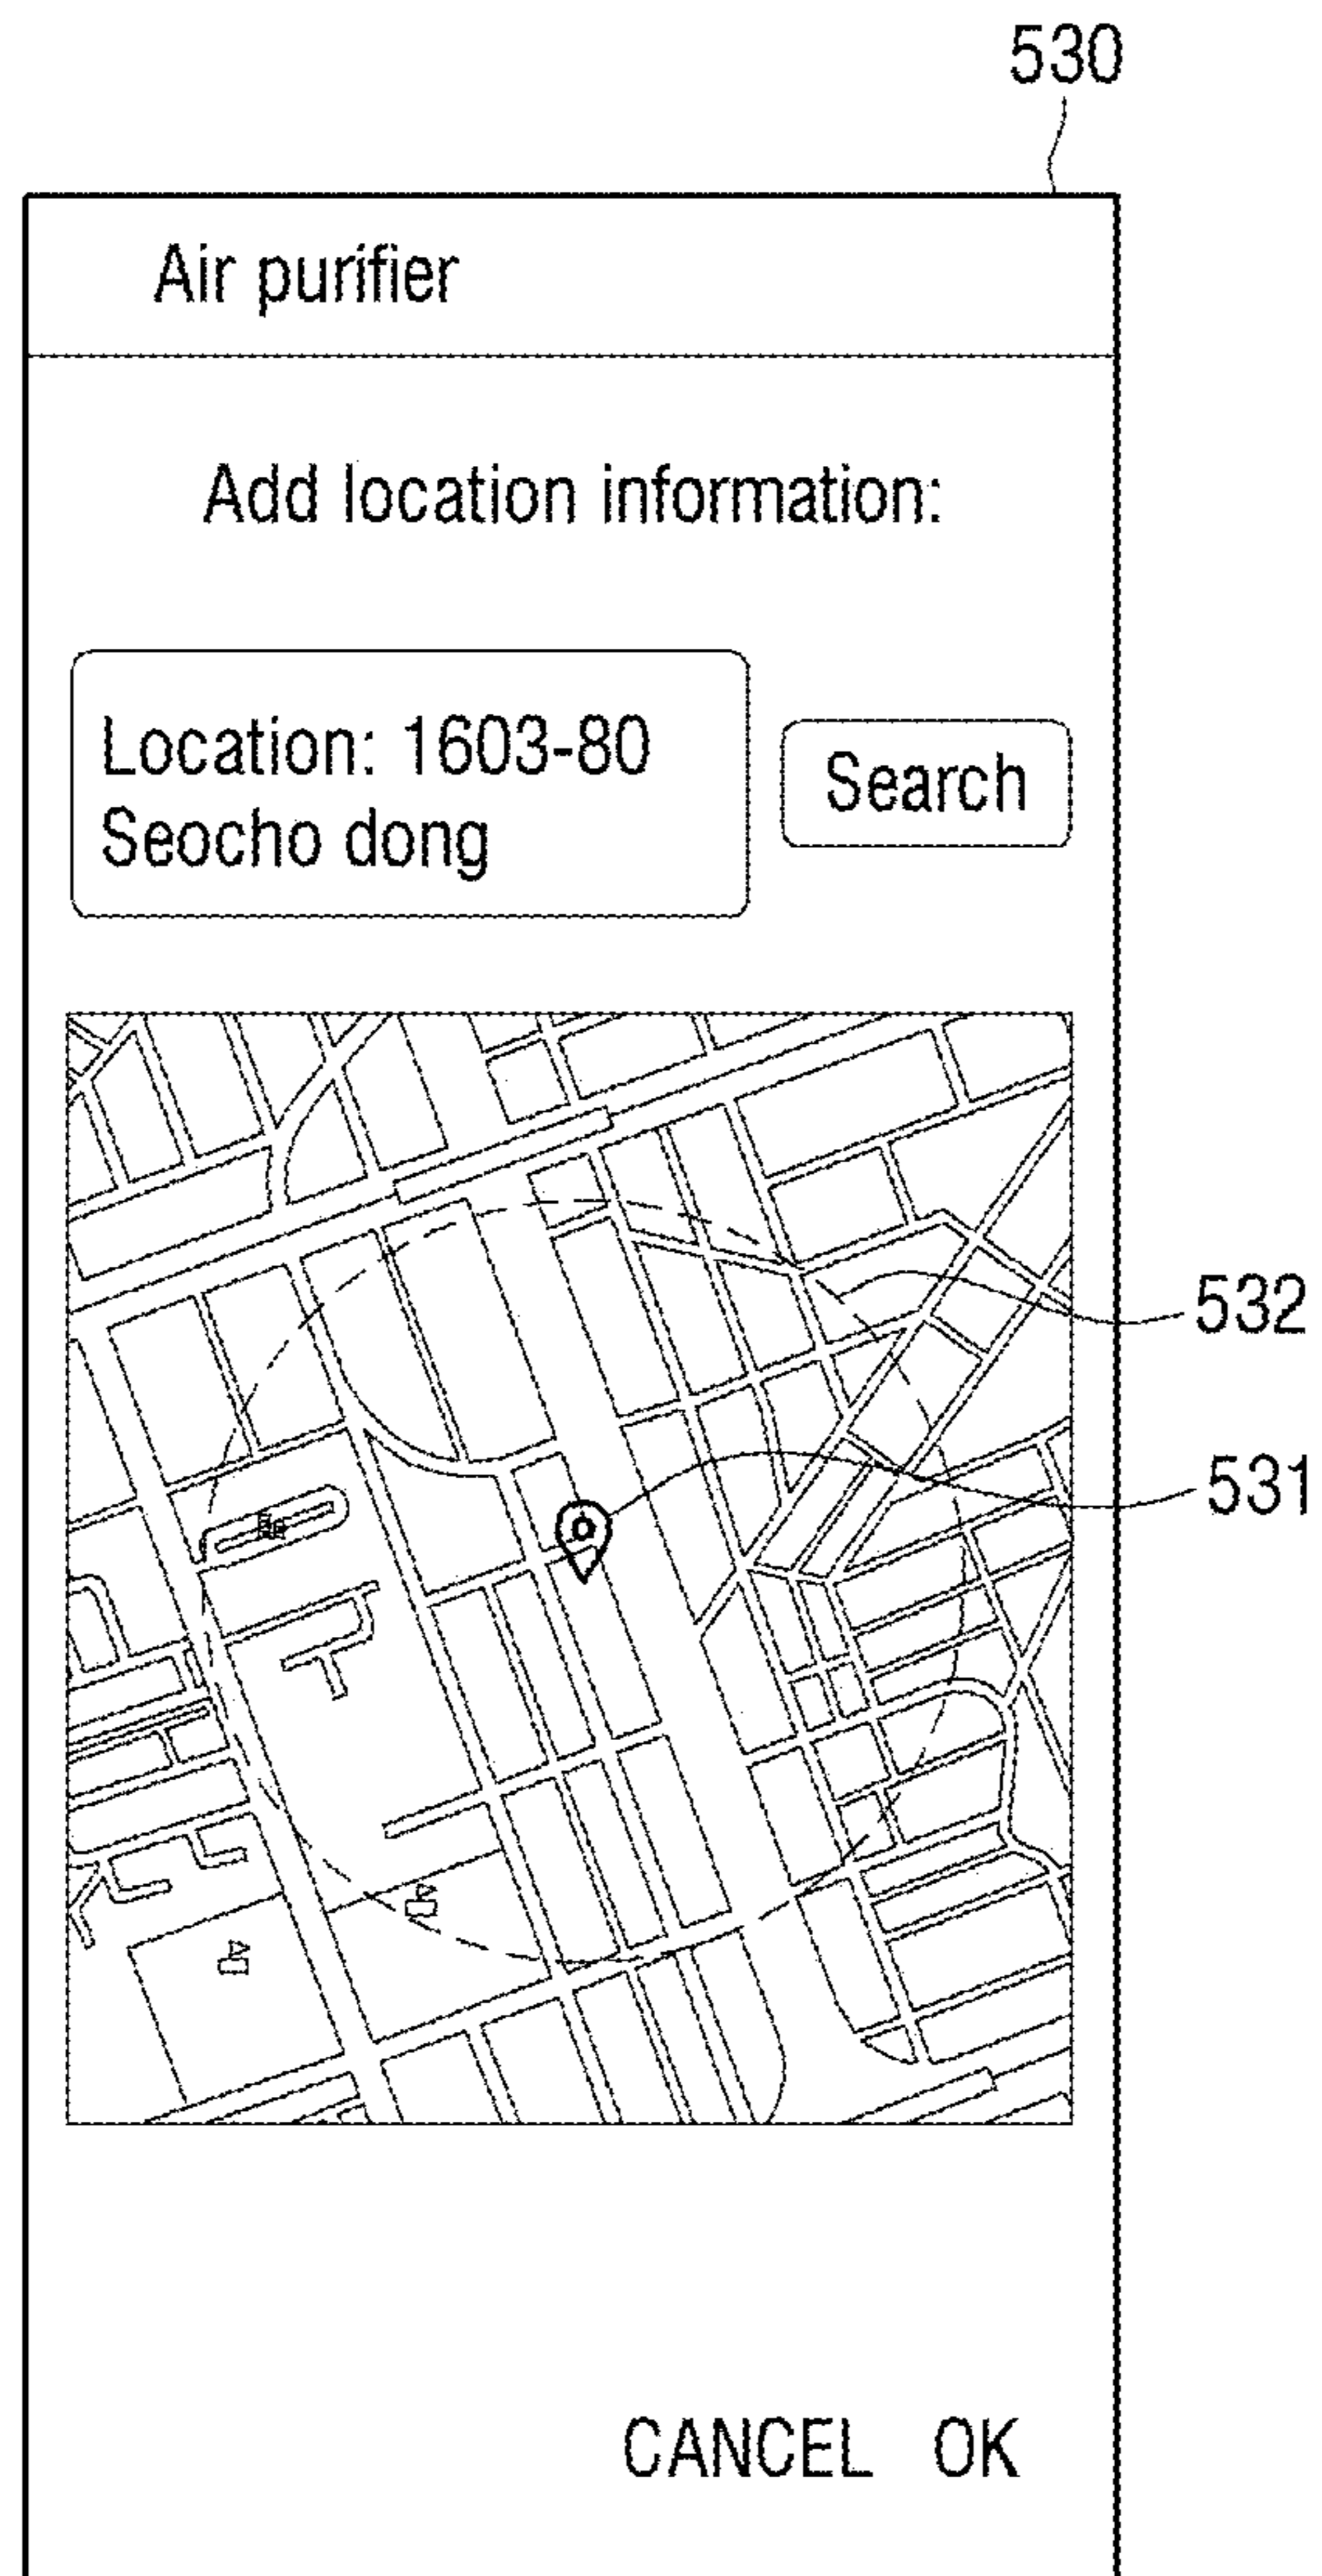 530
Air purifier
Add location information:
Location: 1603-80
Seocho dong
Search
532
531
CANCEL OK